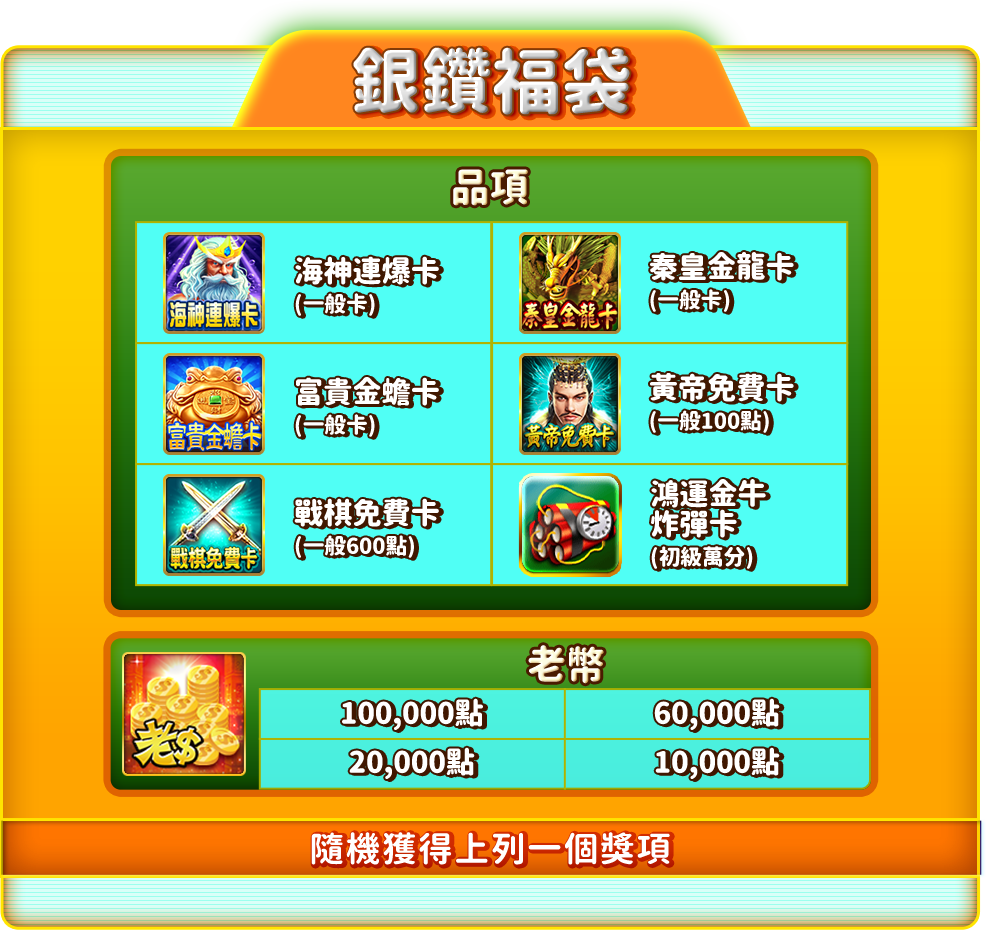 銀鑽福袋
品項
海神連爆卡
海神連爆卡
(一般卡)
秦皇金龍卡
秦皇金龍卡
(一般卡)
富貴金蟾卡
富貴金蟾卡
(一般卡)
黃帝免費卡
黃帝免費卡
(一般100點)
戰棋免費卡
戰棋免費卡
(一般600點)
鴻運金牛
炸彈卡
(初級萬分)
老$
老幣
100,000點
60,000點
20,000點
10,000點
隨機獲得上列一個獎項